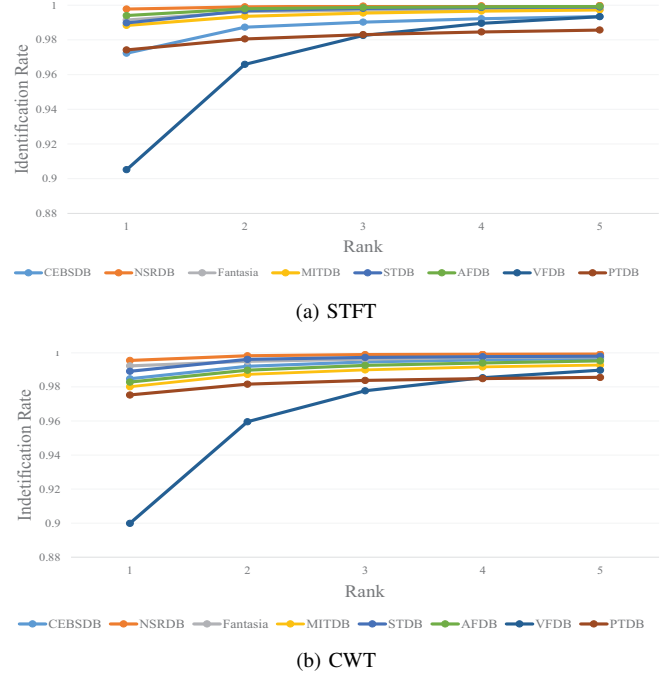 1
0.98
0.96
0.94
0.92
0.9
0.88
Identification Rate
1 2 3 4 5
Rank
CEBSDB NSRDB Fantasia MITDB STDB AFDB VFDB PTDB
(a) STFT
1
0.98
0.96
0.94
0.92
0.9
0.88
Indetification Rate
1 2 3 4 5
Rank
CEBSDB NSRDB Fantasia MITDB STDB AFDB VFDB PTDB
(b) CWT